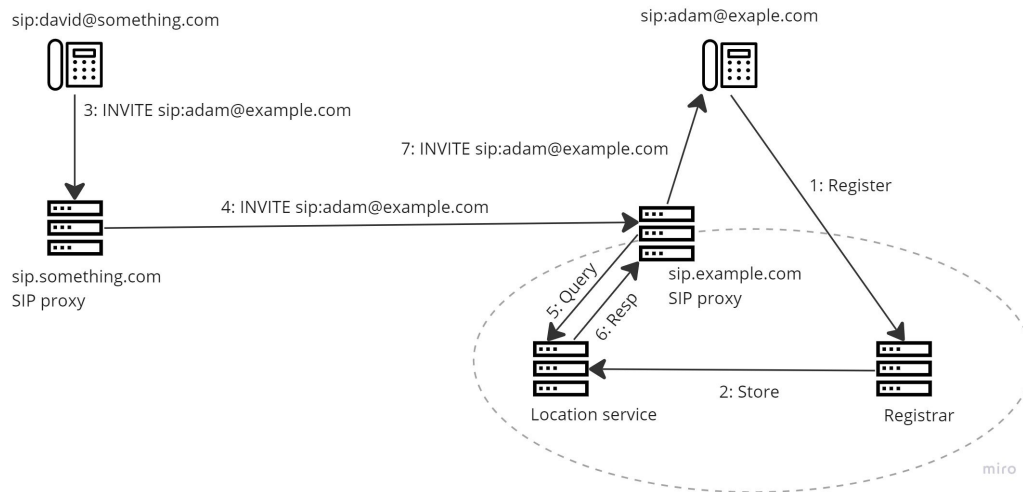 sip:david@something.com
sip:adam@exaple.com
3: INVITE sip:adam@example.com
7: INVITE sip:adam@example.com
1: Register
4: INVITE sip:adam@example.com
sip.something.com
SIP proxy
sip.example.com
SIP proxy
5: Query
6: Resp
2: Store
Location service
Registrar
miro